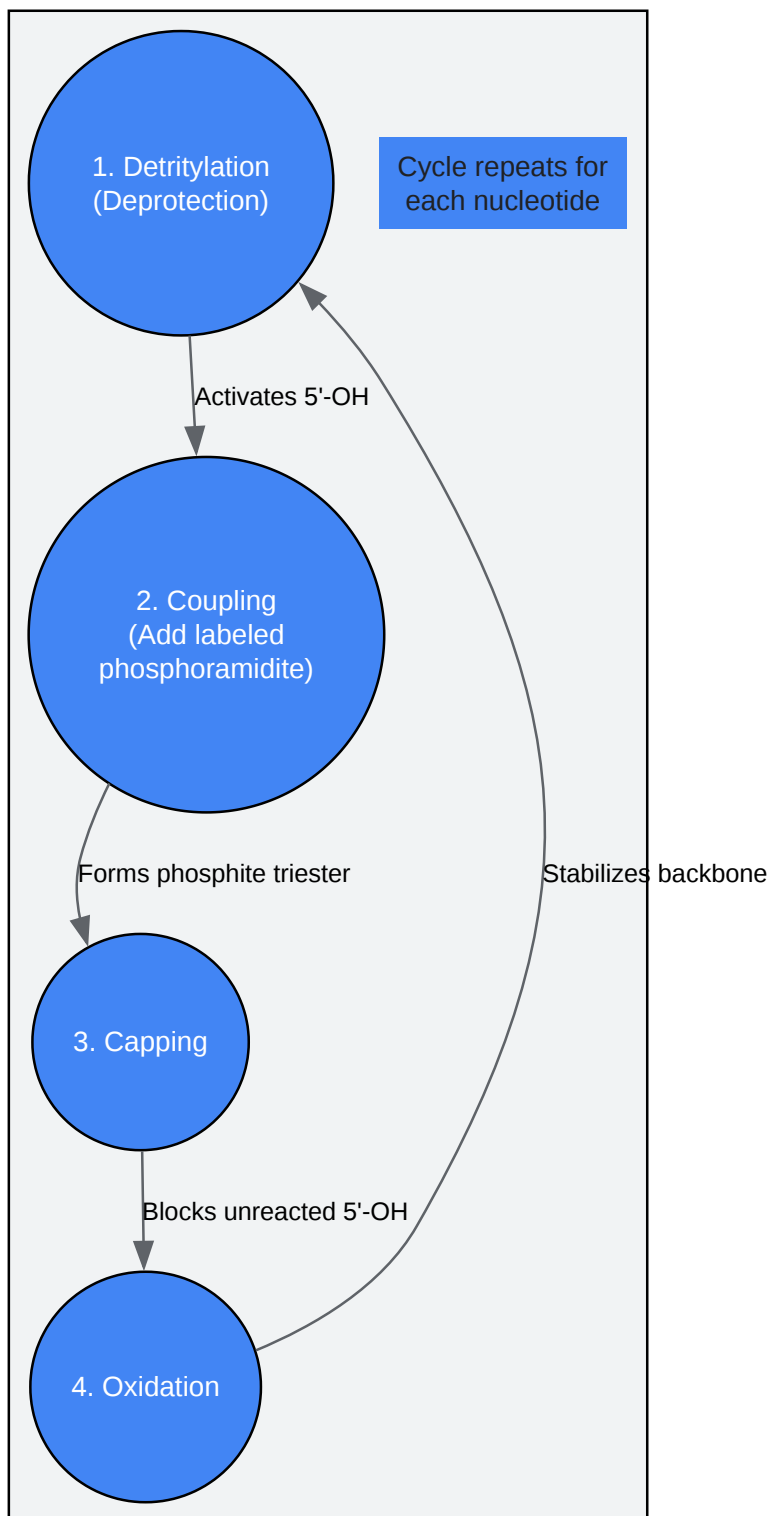 1. Detritylation
(Deprotection)
Cycle repeats for
each nucleotide
Activates 5'-OH
2. Coupling
(Add labeled
phosphoramidite)
Forms phosphite triester
Stabilizes backbone
3. Capping
Blocks unreacted 5'-OH
4. Oxidation